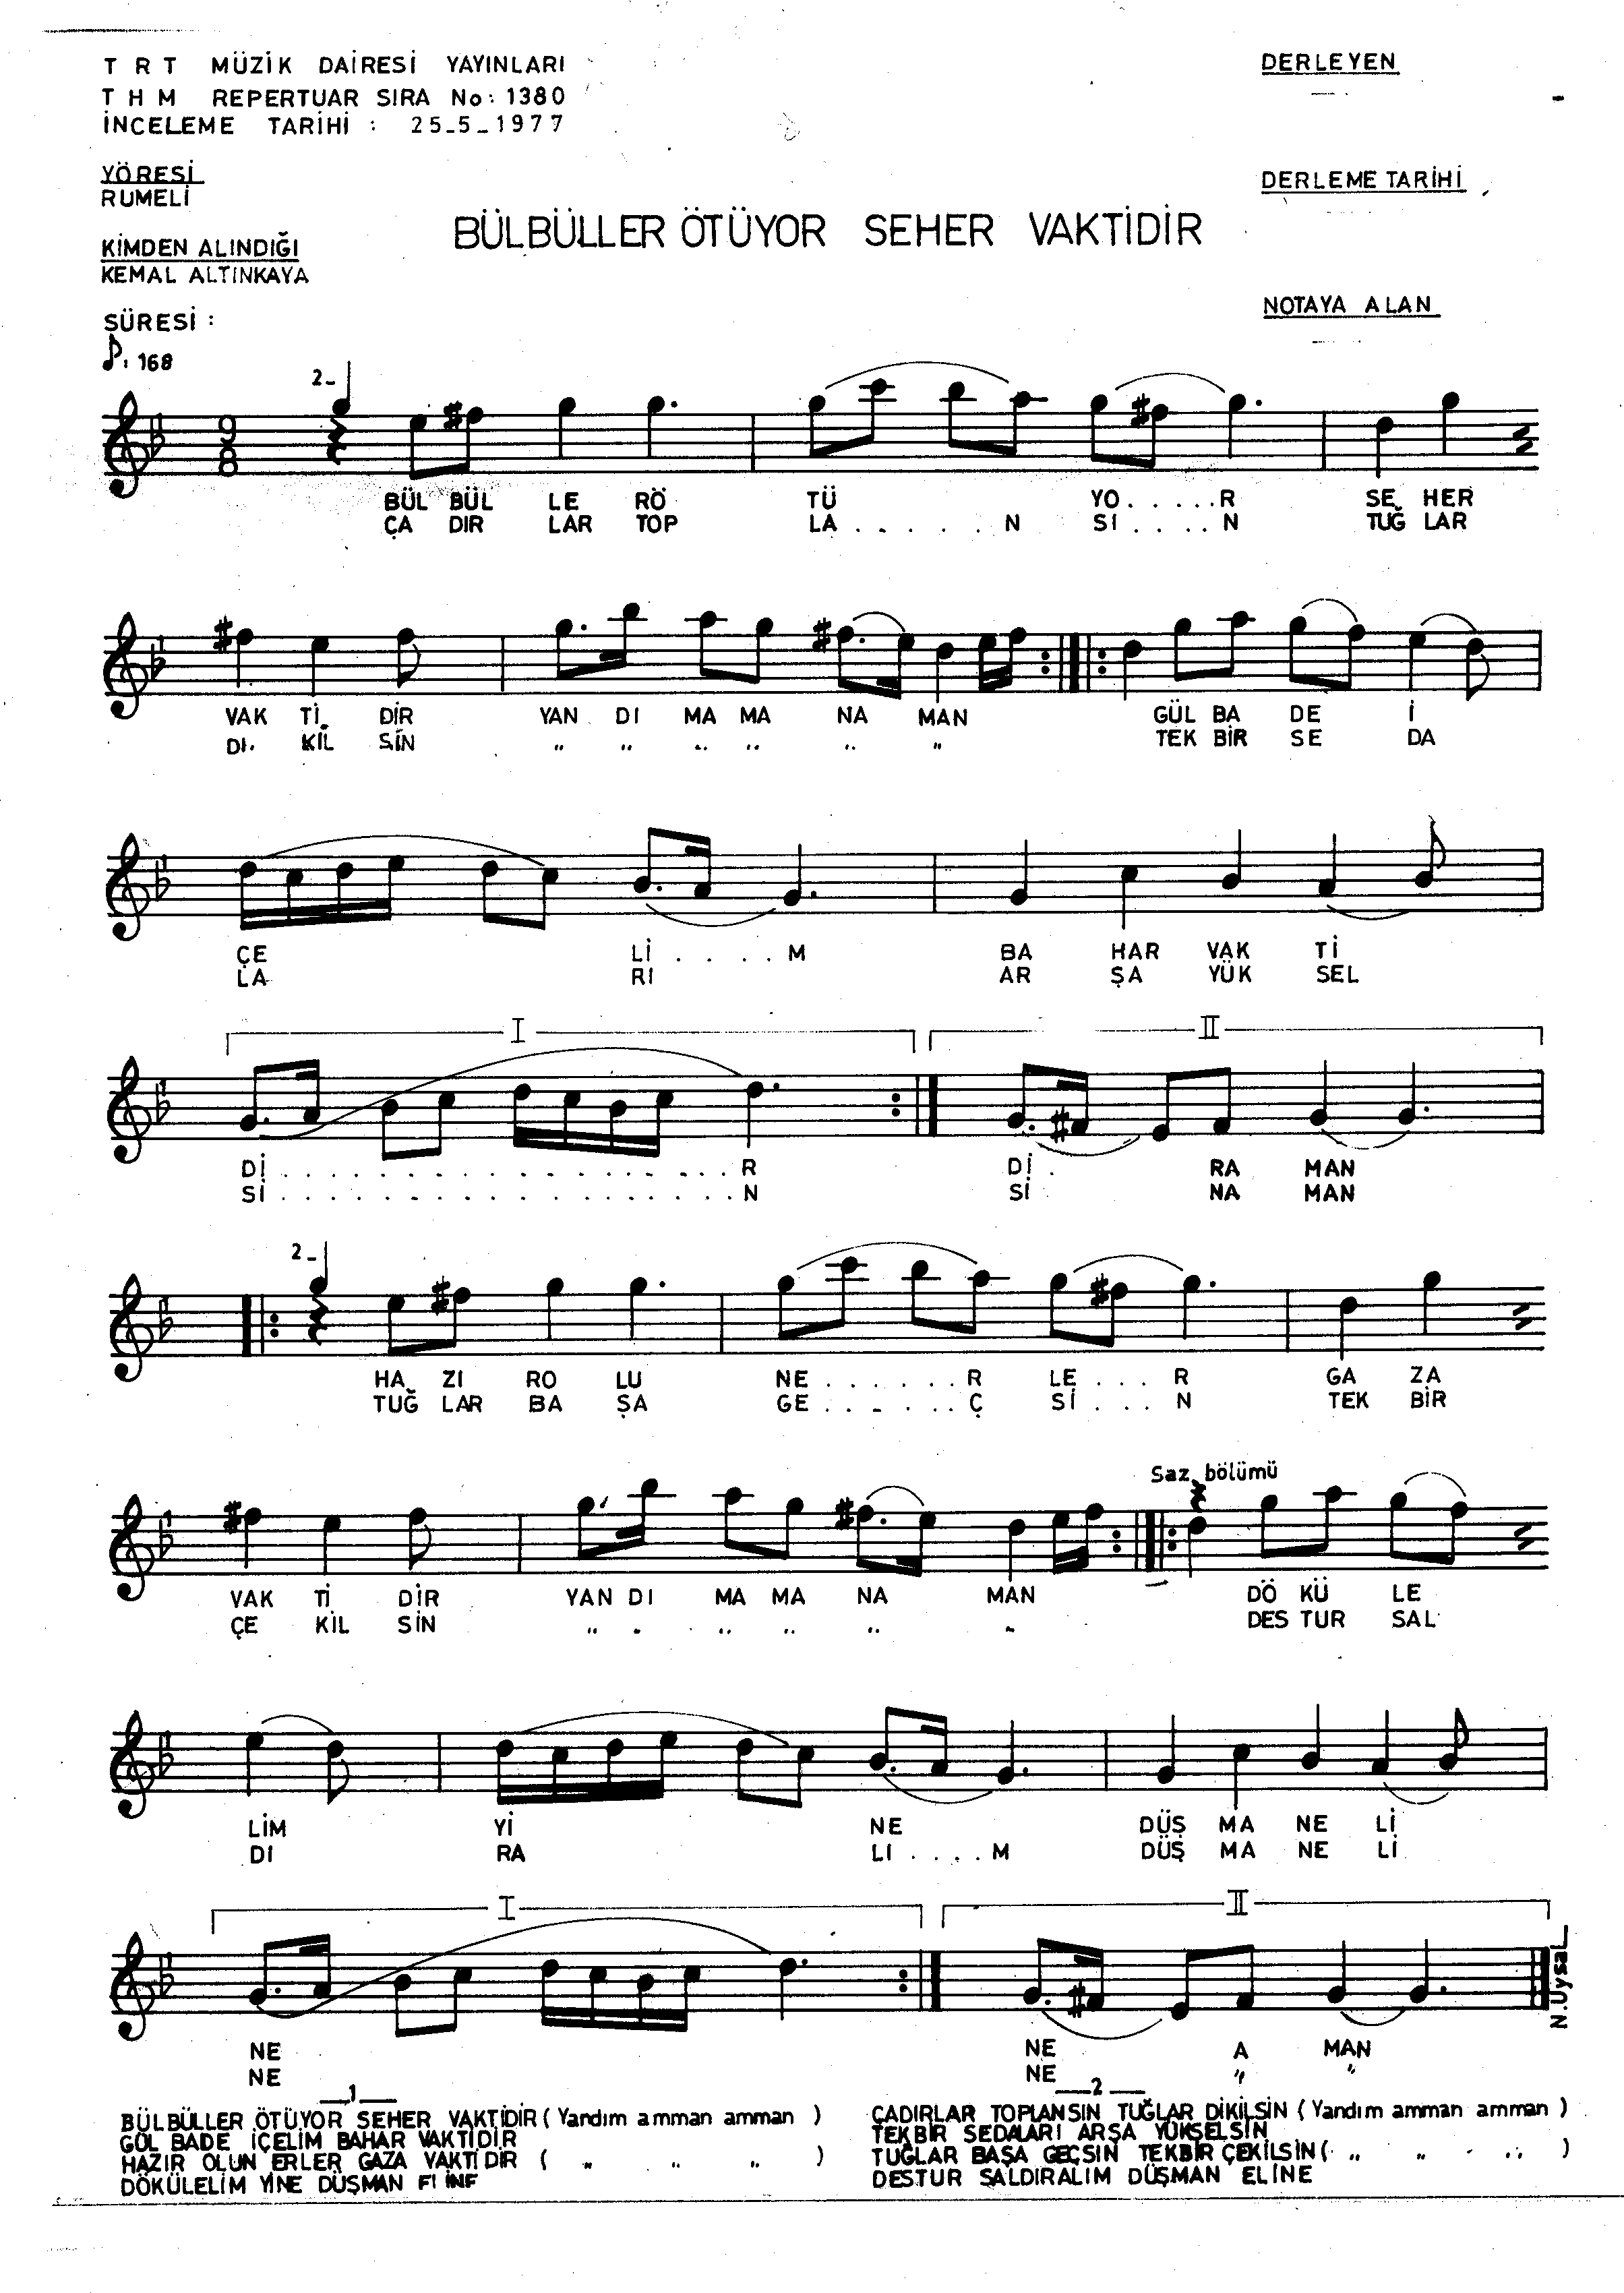 T R T MÜZİK DAİRESİ YAYINLARI
T H M REPERTUAR SIRA No: 1380
İNCELEME TARİHİ : 25_5_1977
DERLEYEN
YÖRESİ
RUMELİ
DERLEME TARİHİ
BÜLBÜLLER ÖTÜYOR SEHER VAKTİDİR
KİMDEN ALINDIĞI
KEMAL ALTINKAYA
NOTAYA ALAN
SÜRESİ :
♪: 168
2_
9
8
BÜL BÜL LE RÖ TÜ YO.....R SE HER
ÇA DIR LAR TOP LA......N SI....N TUĞ LAR
VAK Tİ DİR YAN DI MA MA NA MAN GÜL BA DE İ
Dİ. KİL SİN " " " " " " TEK BİR SE DA
ÇE Lİ....M BA HAR VAK Tİ
LA RI AR ŞA YÜK SEL
I II
Dİ..................R Dİ. RA MAN
Sİ..................N Sİ NA MAN
2_
HA ZI RO LU NE......R LE...R GA ZA
TUĞ LAR BA ŞA GE......Ç Sİ...N TEK BİR
Saz bölümü
VAK Tİ DİR YAN DI MA MA NA MAN DÖ KÜ LE
ÇE KİL SİN " " " " " " DES TUR SAL
LİM Yİ NE DÜŞ MA NE Lİ
DI RA LI....M DÜŞ MA NE Lİ
I II
N.Uysal
NE NE A MAN
NE NE " "
1
BÜLBÜLLER ÖTÜYOR SEHER VAKTİDİR ( Yandım amman amman )
GÜL BADE İÇELİM BAHAR VAKTİDİR
HAZIR OLUN ERLER GAZA VAKTİDİR ( " " " )
DÖKÜLELİM YİNE DÜŞMAN ELİNE
2
ÇADIRLAR TOPLANSIN TUĞLAR DİKİLSİN ( Yandım amman amman )
TEKBİR SEDALARI ARŞA YÜKSELSİN
TUĞLAR BAŞA GEÇSİN TEKBİR ÇEKİLSİN ( " " " )
DESTUR SALDIRALIM DÜŞMAN ELİNE